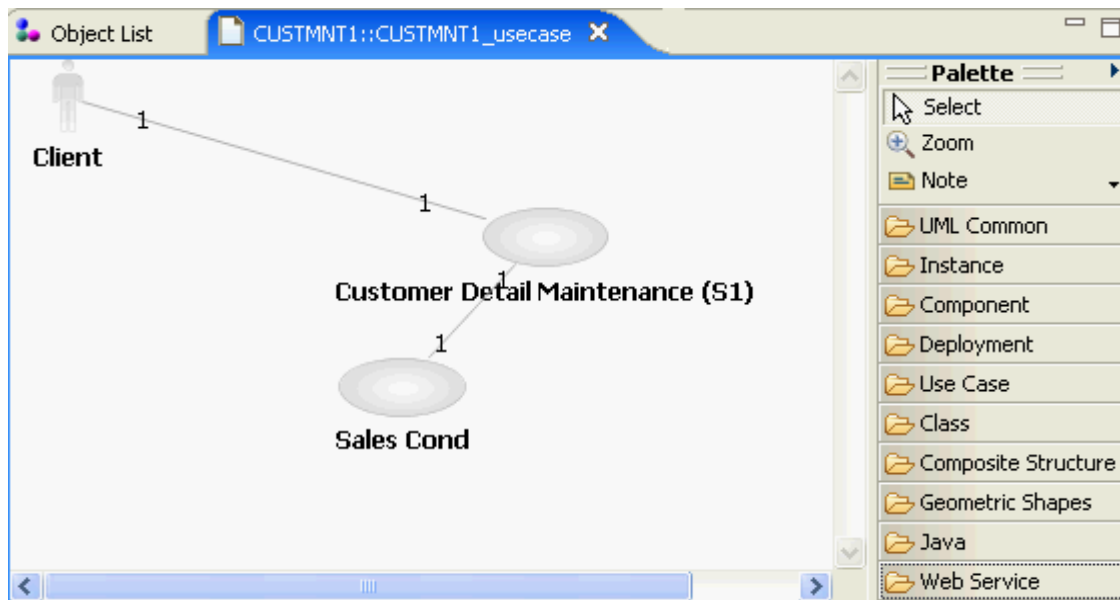 Object List
CUSTMNT1::CUSTMNT1_usecase
Client
1
1
Customer Detail Maintenance (S1)
1
1
Sales Cond
Palette
Select
Zoom
Note
UML Common
Instance
Component
Deployment
Use Case
Class
Composite Structure
Geometric Shapes
Java
Web Service